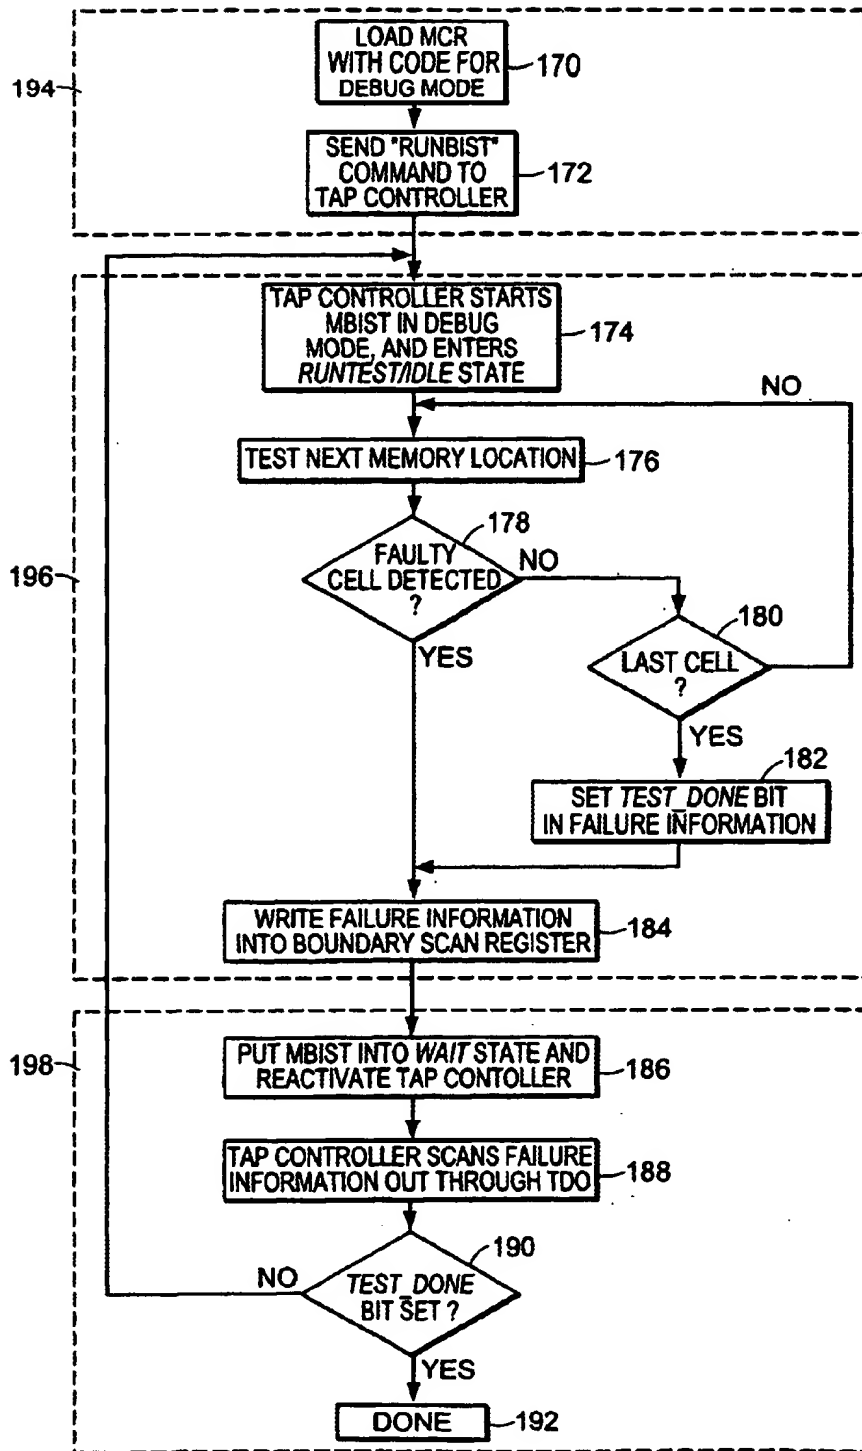 LOAD MCR
WITH CODE FOR
DEBUG MODE
170
194
SEND "RUNBIST"
COMMAND TO
TAP CONTROLLER
172
TAP CONTROLLER STARTS
MBIST IN DEBUG
MODE, AND ENTERS
RUNTEST/IDLE STATE
174
NO
TEST NEXT MEMORY LOCATION
176
178
FAULTY
CELL DETECTED
?
NO
196
YES
180
LAST CELL
?
YES
182
SET TEST_DONE BIT
IN FAILURE INFORMATION
WRITE FAILURE INFORMATION
INTO BOUNDARY SCAN REGISTER
184
198
PUT MBIST INTO WAIT STATE AND
REACTIVATE TAP CONTOLLER
186
TAP CONTROLLER SCANS FAILURE
INFORMATION OUT THROUGH TDO
188
190
NO
TEST_DONE
BIT SET ?
YES
DONE
192